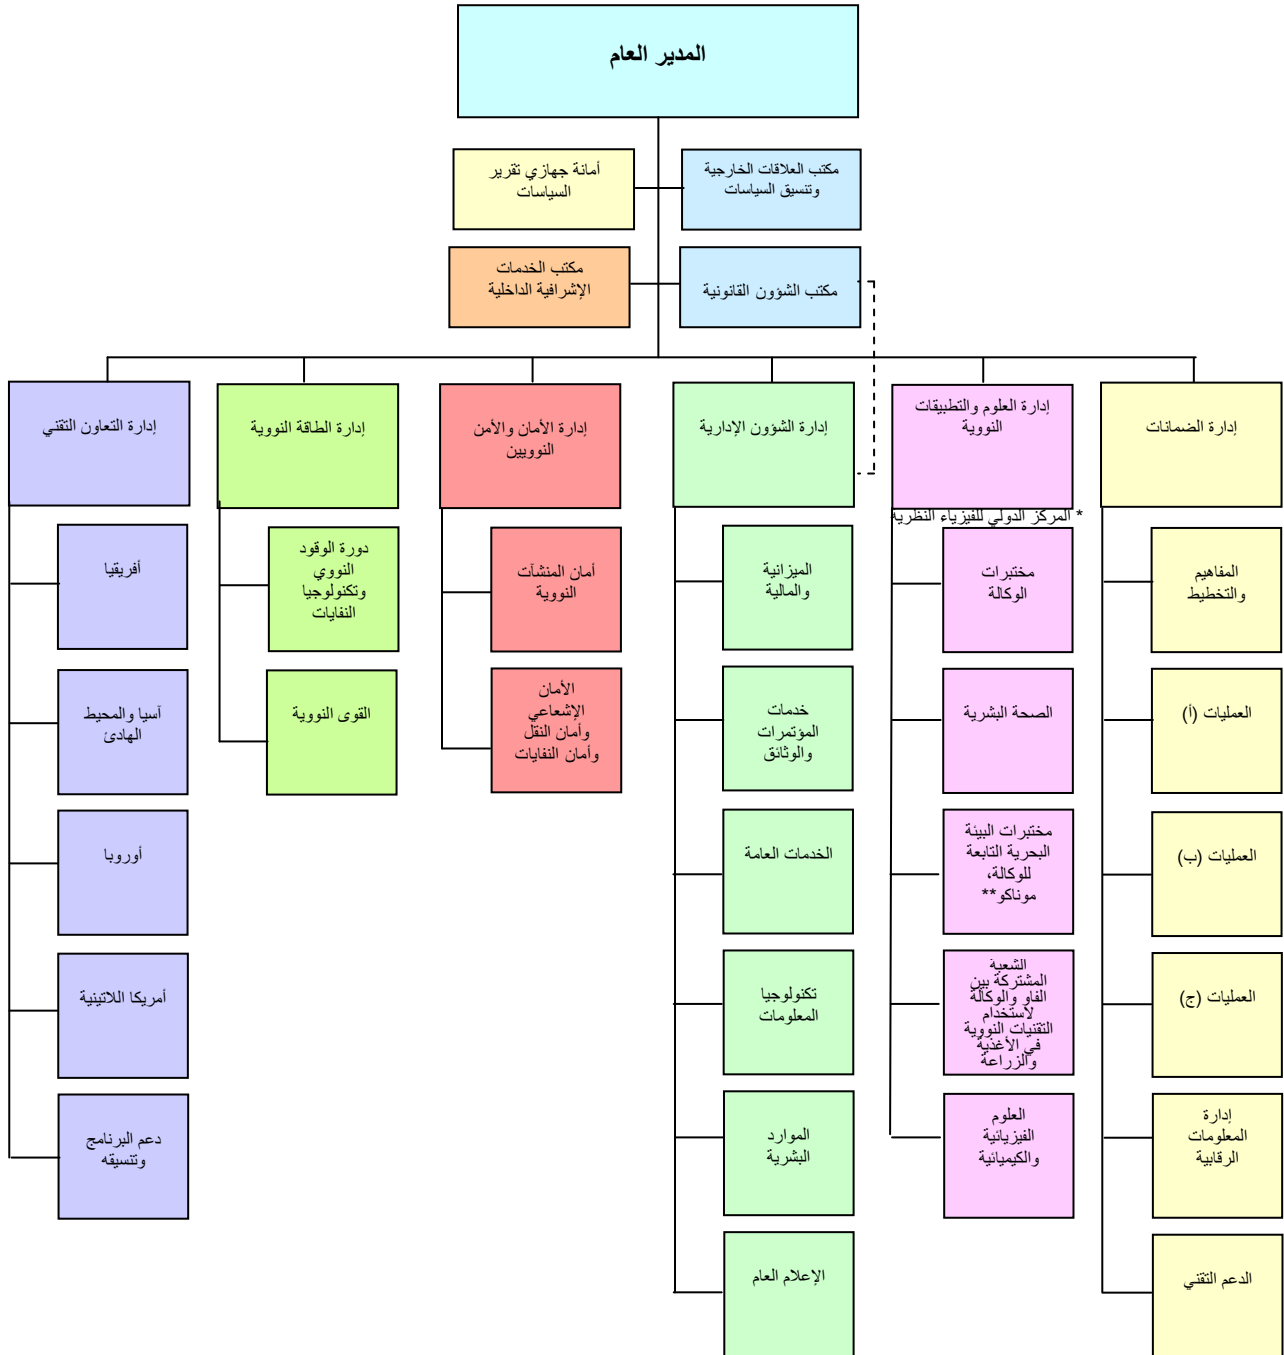 المدير العام
مكتب العلاقات الخارجية
وتنسيق السياسات
أمانة جهازي تقرير
السياسات
مكتب الشؤون القانونية
مكتب الخدمات
الإشرافية الداخلية
إدارة الضمانات
إدارة العلوم والتطبيقات
النووية
إدارة الشؤون الإدارية
إدارة الأمان والأمن
النوويين
إدارة الطاقة النووية
إدارة التعاون التقني
* المركز الدولي للفيزياء النظرية
المفاهيم
والتخطيط
العمليات (أ)
العمليات (ب)
العمليات (ج)
إدارة
المعلومات
الرقابية
الدعم التقني
مختبرات
الوكالة
الصحة البشرية
مختبرات البيئة
البحرية التابعة
للوكالة،
موناكو**
الشعبة
المشتركة بين
الفاو والوكالة
لاستخدام
التقنيات النووية
في الأغذية
والزراعة
العلوم
الفيزيائية
والكيميائية
الميزانية
والمالية
خدمات
المؤتمرات
والوثائق
الخدمات العامة
تكنولوجيا
المعلومات
الموارد
البشرية
الإعلام العام
أمان المنشآت
النووية
الأمان
الإشعاعي
وأمان النقل
وأمان النفايات
دورة الوقود
النووي
وتكنولوجيا
النفايات
القوى النووية
أفريقيا
آسيا والمحيط
الهادئ
أوروبا
أمريكا اللاتينية
دعم البرنامج
وتنسيقه